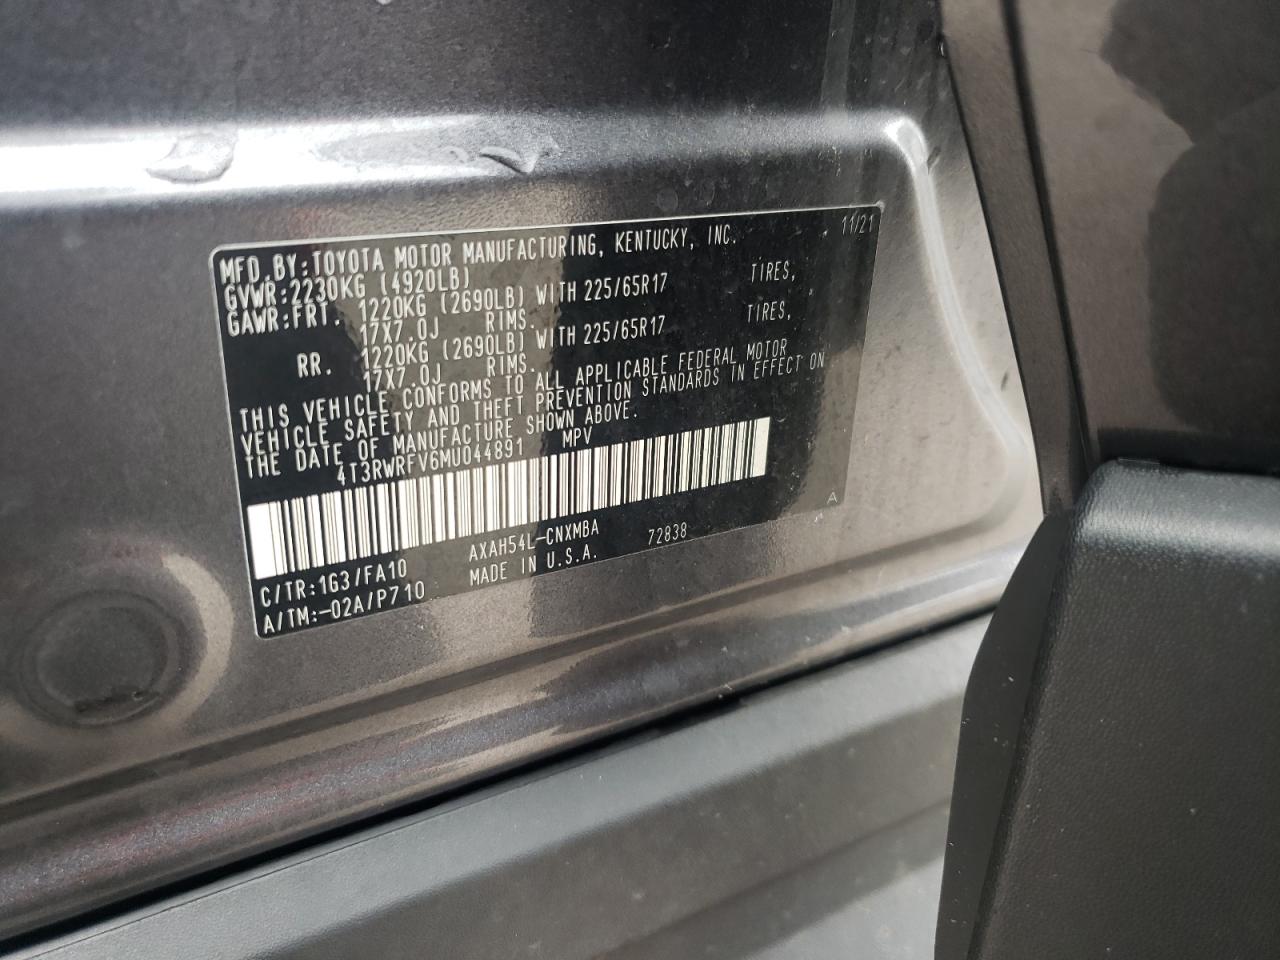 11/21
MFD.BY:TOYOTA MOTOR MANUFACTURING, KENTUCKY, INC.
GVWR:2230KG (4920LB)
GAWR:FRT. 1220KG (2690LB) WITH 225/65R17 TIRES,
17X7.0J RIMS.
RR. 1220KG (2690LB) WITH 225/65R17 TIRES,
17X7.0J RIMS.
THIS VEHICLE CONFORMS TO ALL APPLICABLE FEDERAL MOTOR
VEHICLE SAFETY AND THEFT PREVENTION STANDARDS IN EFFECT ON
THE DATE OF MANUFACTURE SHOWN ABOVE.
4T3RWRFV6MU044891 MPV
A
C/TR:1G3/FA10 AXAH54L-CNXMBA 72838
A/TM:-02A/P710 MADE IN U.S.A.